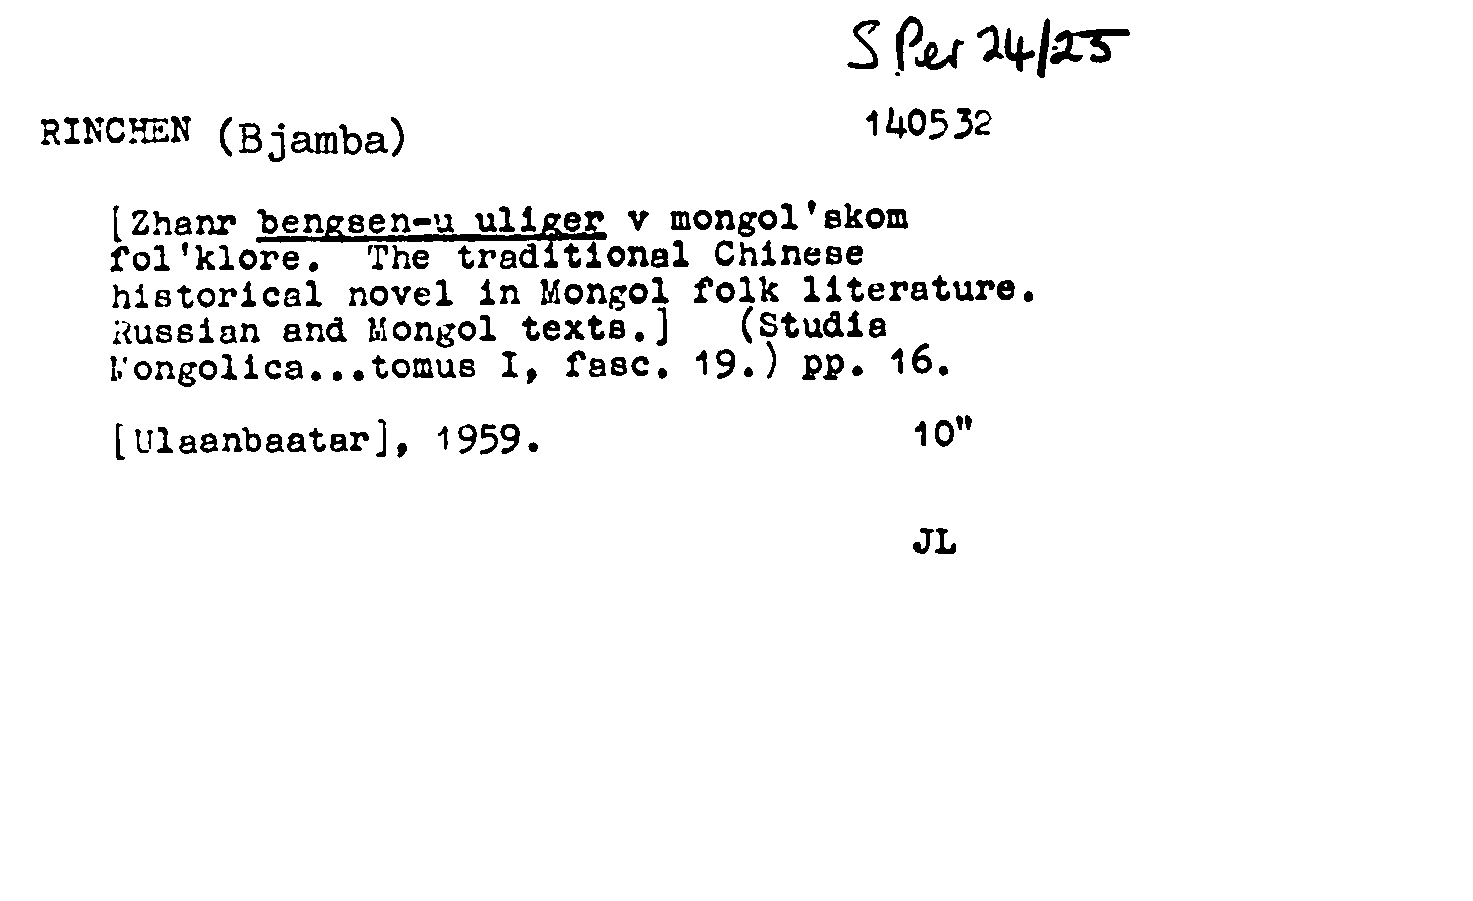 S Per 24/25
RINCHEN (Bjamba) 140532
[Zhanr bengsen-u uliger v mongol'skom
fol'klore. The traditional Chinese
historical novel in Mongol folk literature.
Russian and Mongol texts.] (Studia
Mongolica...tomus I, fasc. 19.) pp. 16.
[Ulaanbaatar], 1959. 10"
JL